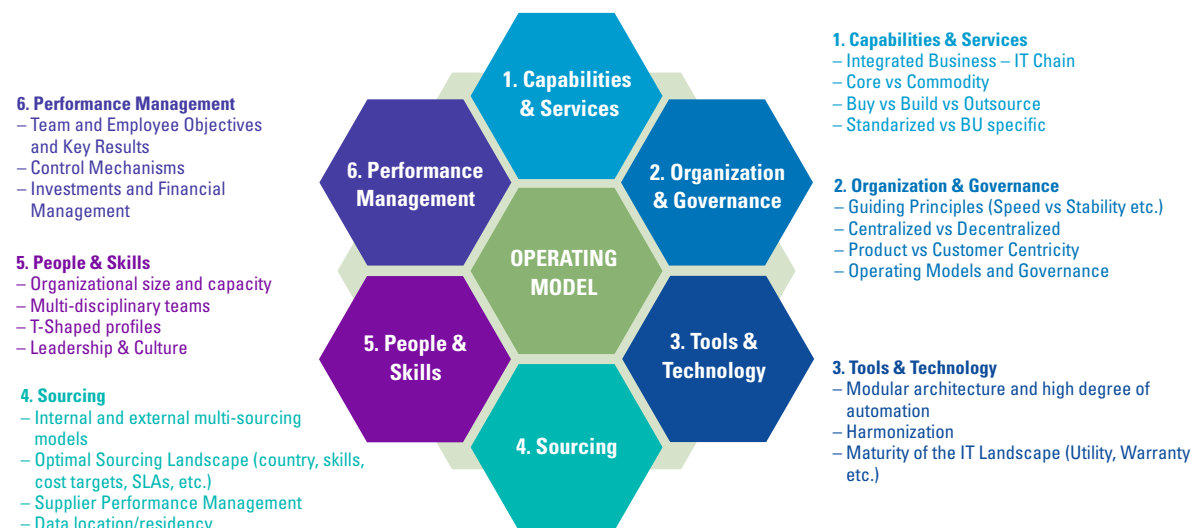 1. Capabilities
& Services
6. Performance
Management
2. Organization
& Governance
OPERATING
MODEL
5. People &
Skills
3. Tools &
Technology
4. Sourcing
6. Performance Management
– Team and Employee Objectives
and Key Results
– Control Mechanisms
– Investments and Financial
Management
5. People & Skills
– Organizational size and capacity
– Multi-disciplinary teams
– T-Shaped profiles
– Leadership & Culture
4. Sourcing
– Internal and external multi-sourcing
models
– Optimal Sourcing Landscape (country, skills,
cost targets, SLAs, etc.)
– Supplier Performance Management
– Data location/residency
1. Capabilities & Services
– Integrated Business – IT Chain
– Core vs Commodity
– Buy vs Build vs Outsource
– Standarized vs BU specific
2. Organization & Governance
– Guiding Principles (Speed vs Stability etc.)
– Centralized vs Decentralized
– Product vs Customer Centricity
– Operating Models and Governance
3. Tools & Technology
– Modular architecture and high degree of
automation
– Harmonization
– Maturity of the IT Landscape (Utility, Warranty
etc.)